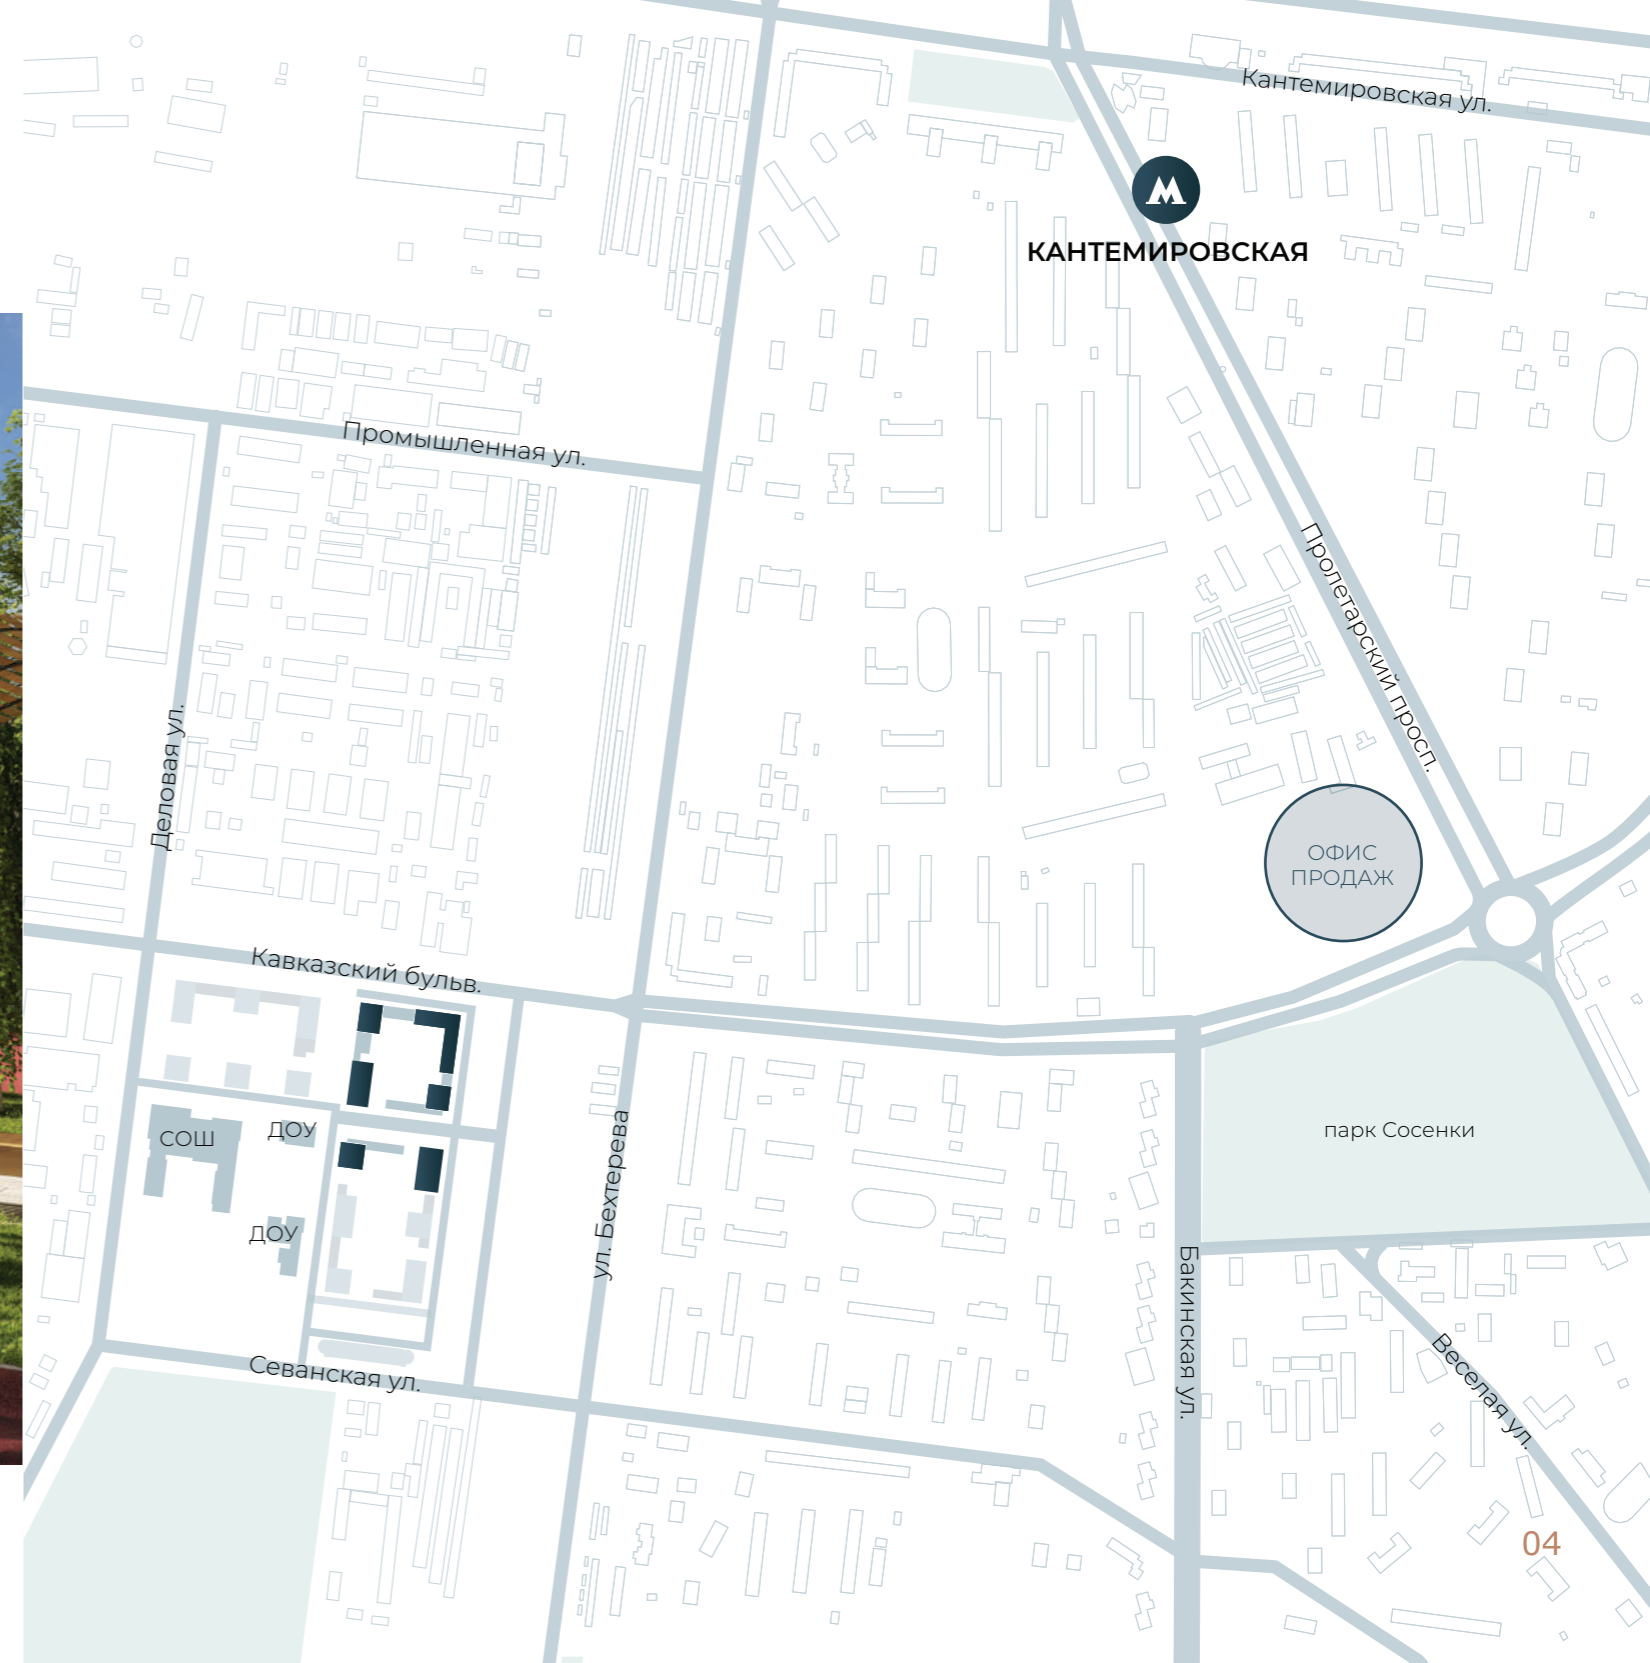 Кантемировская ул.
М
КАНТЕМИРОВСКАЯ
Промышленная ул.
Пролетарский просп.
Деловая ул.
ОФИС
ПРОДАЖ
Кавказский бульв.
СОШ
ДОУ
парк Сосенки
ул. Бехтерева
ДОУ
Бакинская ул.
Севанская ул.
Веселая ул.
04